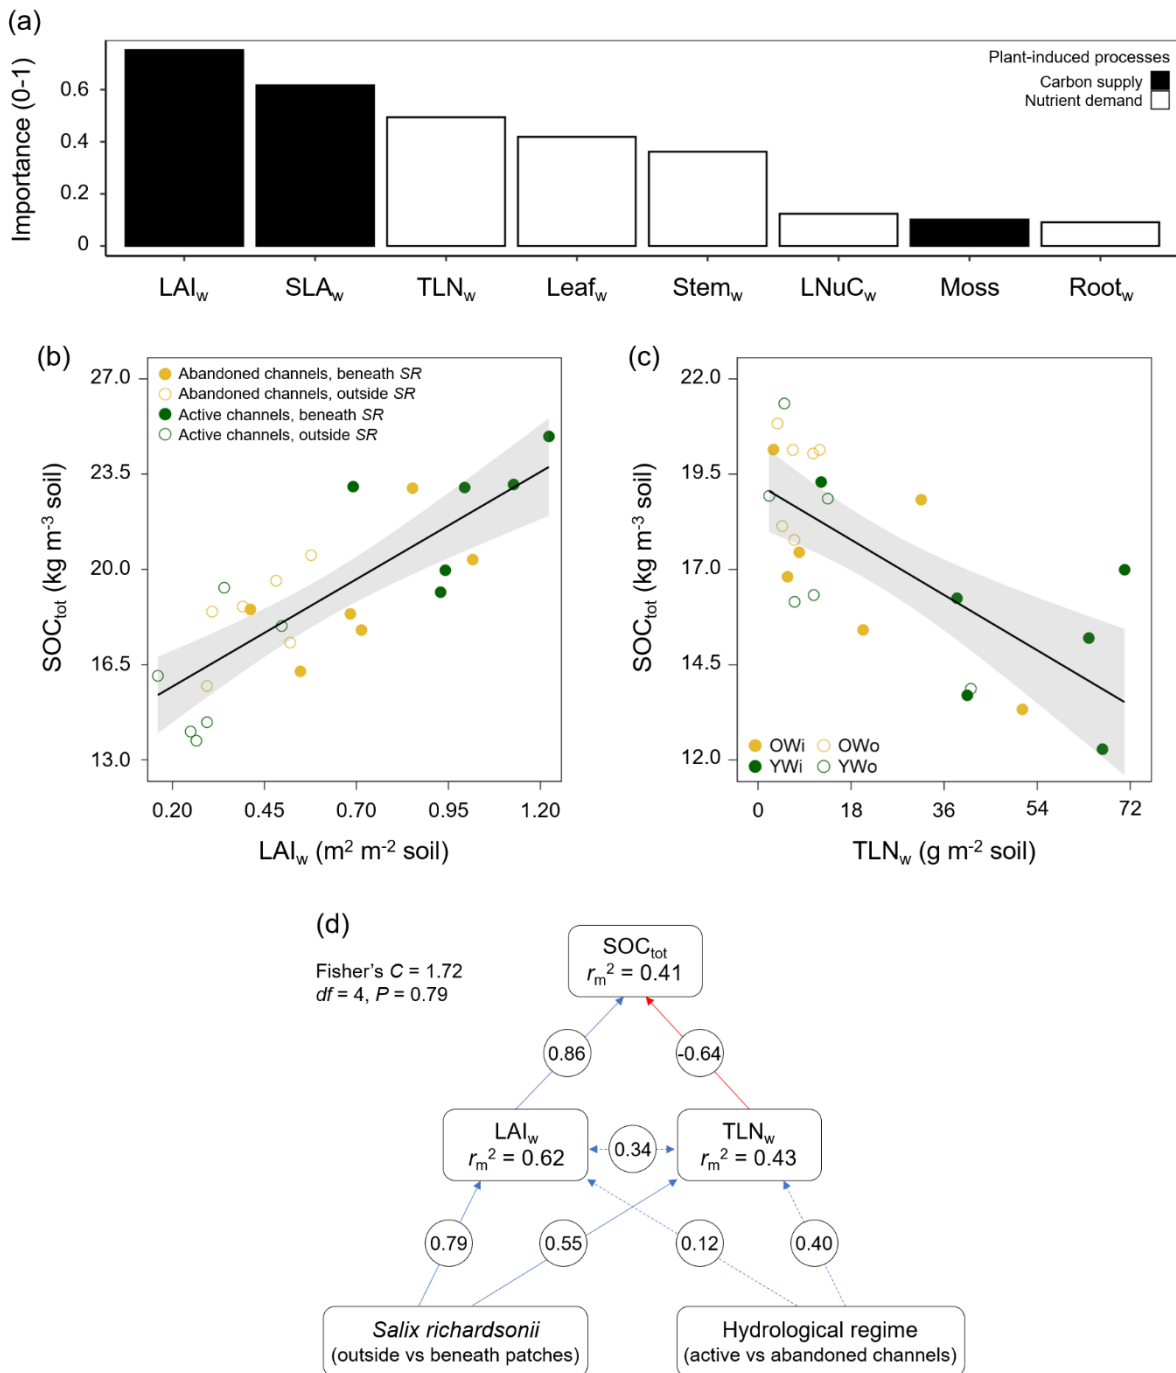 (a)
Importance (0-1)
0.6
0.4
0.2
0
Plant-induced processes
Carbon supply
Nutrient demand
LAIw SLAw TLNw Leafw Stemw LNuCw Moss Rootw
(b)
SOCtot (kg m-3 soil)
27.0
23.5
20.0
16.5
13.0
Abandoned channels, beneath SR
Abandoned channels, outside SR
Active channels, beneath SR
Active channels, outside SR
0.20 0.45 0.70 0.95 1.20
LAIw (m2 m-2 soil)
(c)
SOCtot (kg m-3 soil)
22.0
19.5
17.0
14.5
12.0
OWi OWo
YWi YWo
0 18 36 54 72
TLNw (g m-2 soil)
(d)
Fisher's C = 1.72
df = 4, P = 0.79
SOCtot
rm2 = 0.41
0.86 -0.64
LAIw
rm2 = 0.62
0.34
TLNw
rm2 = 0.43
0.79 0.55 0.12 0.40
Salix richardsonii
(outside vs beneath patches)
Hydrological regime
(active vs abandoned channels)